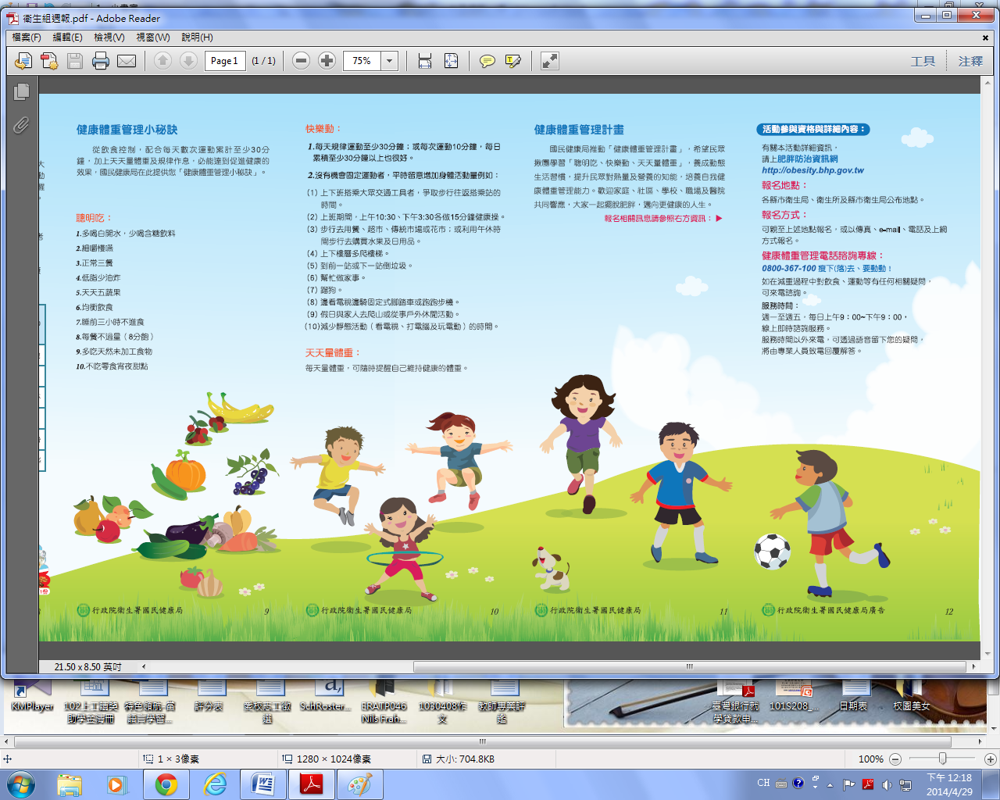 衛生組週報.pdf - Adobe Reader
檔案(F) 編輯(E) 檢視(V) 視窗(W) 說明(H)
Page1 (1 / 1) 75% 工具 注釋
健康體重管理小秘訣
從飲食控制，配合每天數次運動累計至少30分
鐘，加上天天量體重及規律作息，必能達到促進健康的
效果，國民健康局在此提供您「健康體重管理小秘訣」。
聰明吃：
1.多喝白開水，少喝含糖飲料
2.細嚼慢嚥
3.正常三餐
4.低脂少油炸
5.天天五蔬果
6.均衡飲食
7.睡前三小時不進食
8.每餐不過量（8分飽）
9.多吃天然未加工食物
10.不吃零食宵夜甜點
行政院衛生署國民健康局 9
快樂動：
1.每天規律運動至少30分鐘；或每次運動10分鐘，每日
累積至少30分鐘以上也很好。
2.沒有機會固定運動者，平時留意增加身體活動量例如：
（1）上下班搭乘大眾交通工具者，爭取步行往返搭乘站的
時間。
（2）上班期間，上午10:30、下午3:30各做15分鐘健康操。
（3）步行去用餐、超市、傳統市場或花市；或利用午休時
間步行去購買水果及日用品。
（4）上下樓層多爬樓梯。
（5）到前一站或下一站倒垃圾。
（6）幫忙做家事。
（7）蹓狗。
（8）邊看電視邊騎固定式腳踏車或跑跑步機。
（9）假日與家人去爬山或從事戶外休閒活動。
（10）減少靜態活動（看電視、打電腦及玩電動）的時間。
天天量體重：
每天量體重，可隨時提醒自己維持健康的體重。
行政院衛生署國民健康局 10
健康體重管理計畫
國民健康局推動「健康體重管理計畫」，希望民眾
揪團學習「聰明吃、快樂動、天天量體重」，養成動態
生活習慣，提升民眾對熱量及營養的知能，培養自我健
康體重管理能力。歡迎家庭、社區、學校、職場及醫院
共同響應，大家一起擺脫肥胖，邁向更健康的人生。
報名相關訊息請參照右方資訊：▶
行政院衛生署國民健康局 11
活動參與資格與詳細內容：
有關本活動詳細資訊，
請上肥胖防治資訊網
http://obesity.bhp.gov.tw
報名地點：
各縣市衛生局、衛生所及縣市衛生局公布地點。
報名方式：
可親至上述地點報名，或以傳真、e-mail、電話及上網
方式報名。
健康體重管理電話諮詢專線：
0800-367-100 瘦下(落)去、要動動！
如在減重過程中對飲食、運動等有任何相關疑問，
可來電諮詢。
服務時間：
週一至週五，每日上午9：00~下午9：00，
線上即時諮詢服務。
服務時間以外來電，可透過語音留下您的疑問，
將由專業人員致電回覆解答。
行政院衛生署國民健康局廣告 12
21.50 x 8.50 英吋
KMPlayer
評分表
SchRoster...
ERATP046
Nils Frah...
1030408作
文
教師專業評
鑑
臺灣銀行就
學貸款申...
101S208_...
日期表
校園美女
1 × 3像素 1280 × 1024像素 大小: 704.8KB 100%
CH 下午 12:18
2014/4/29